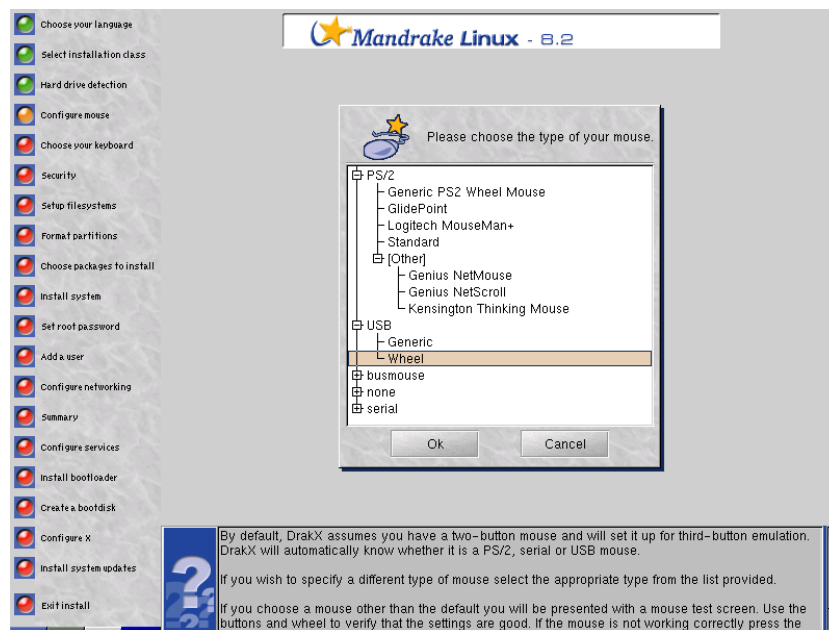 Choose your language
Select installation class
Hard drive detection
Configure mouse
Choose your keyboard
Security
Setup filesystems
Format partitions
Choose packages to install
Install system
Set root password
Add a user
Configure networking
Summary
Configure services
Install bootloader
Create a bootdisk
Configure X
Install system updates
Exit install
Mandrake Linux - 8.2
Please choose the type of your mouse.
PS/2
Generic PS2 Wheel Mouse
GlidePoint
Logitech MouseMan+
Standard
[Other]
Genius NetMouse
Genius NetScroll
Kensington Thinking Mouse
USB
Generic
Wheel
busmouse
none
serial
Ok
Cancel
By default, DrakX assumes you have a two-button mouse and will set it up for third-button emulation.
DrakX will automatically know whether it is a PS/2, serial or USB mouse.
If you wish to specify a different type of mouse select the appropriate type from the list provided.
If you choose a mouse other than the default you will be presented with a mouse test screen. Use the
buttons and wheel to verify that the settings are good. If the mouse is not working correctly press the